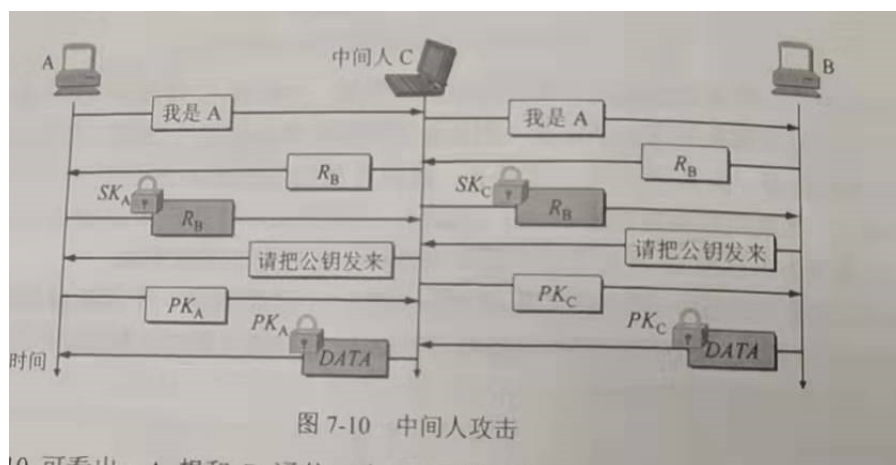 A 中间人 C B
我是 A 我是 A
R_B R_B
SK_A R_B SK_C R_B
请把公钥发来 请把公钥发来
PK_A PK_C
PK_A DATA PK_C DATA
时间
图 7-10 中间人攻击